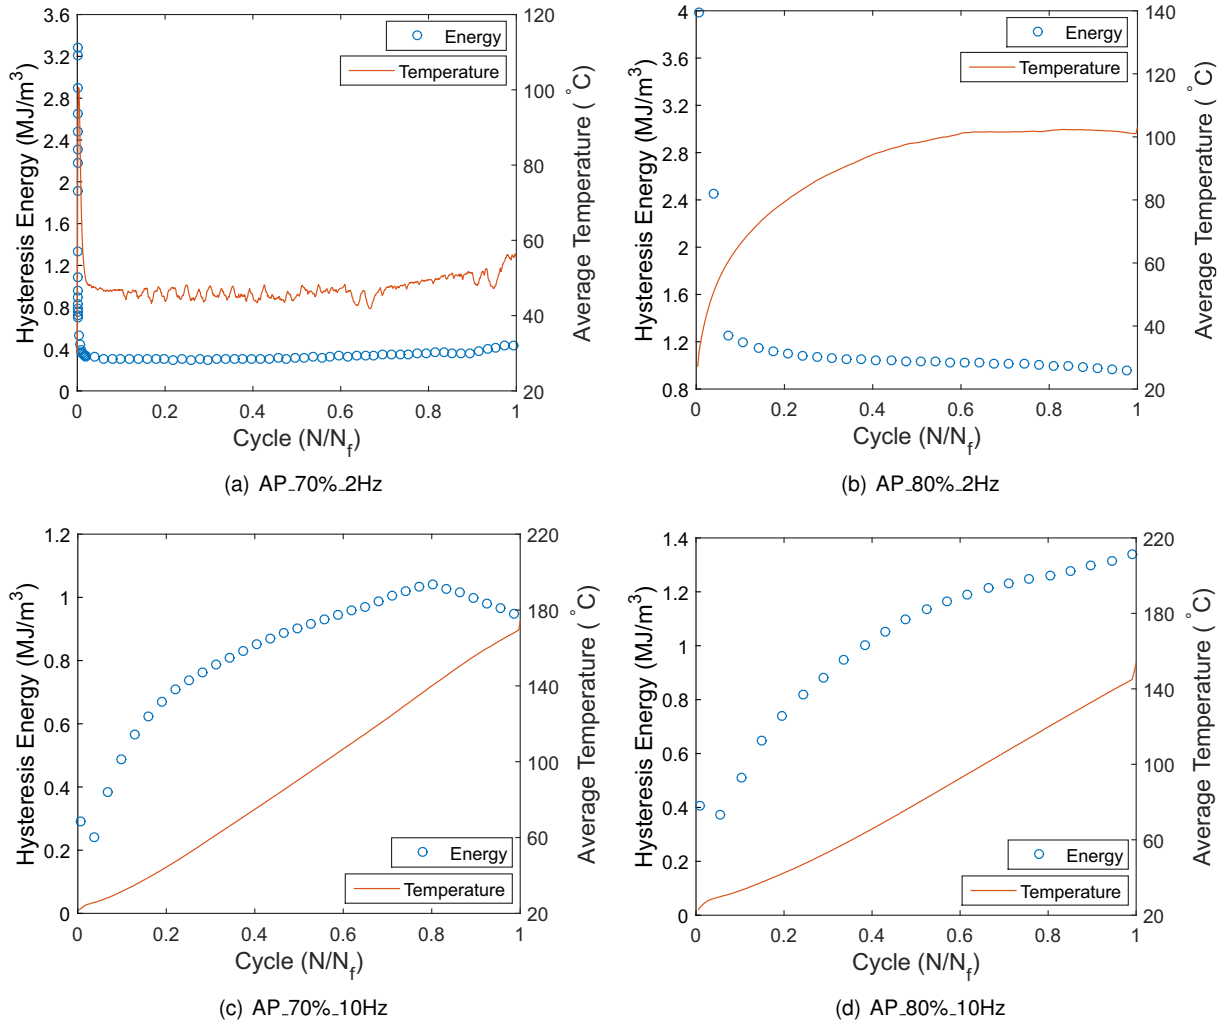 3.6
3.2
2.8
2.4
2
1.6
1.2
0.8
0.4
0
Hysteresis Energy (MJ/m³)
120
100
80
60
40
20
Average Temperature ( °C)
Energy
Temperature
0 0.2 0.4 0.6 0.8 1
Cycle (N/N_f)
(a) AP_70%_2Hz
4
3.6
3.2
2.8
2.4
2
1.6
1.2
0.8
Hysteresis Energy (MJ/m³)
140
120
100
80
60
40
20
Average Temperature ( °C)
Energy
Temperature
0 0.2 0.4 0.6 0.8 1
Cycle (N/N_f)
(b) AP_80%_2Hz
1.2
1
0.8
0.6
0.4
0.2
0
Hysteresis Energy (MJ/m³)
220
180
140
100
60
20
Average Temperature ( °C)
Energy
Temperature
0 0.2 0.4 0.6 0.8 1
Cycle (N/N_f)
(c) AP_70%_10Hz
1.4
1.2
1
0.8
0.6
0.4
0.2
0
Hysteresis Energy (MJ/m³)
220
180
140
100
60
20
Average Temperature ( °C)
Energy
Temperature
0 0.2 0.4 0.6 0.8 1
Cycle (N/N_f)
(d) AP_80%_10Hz